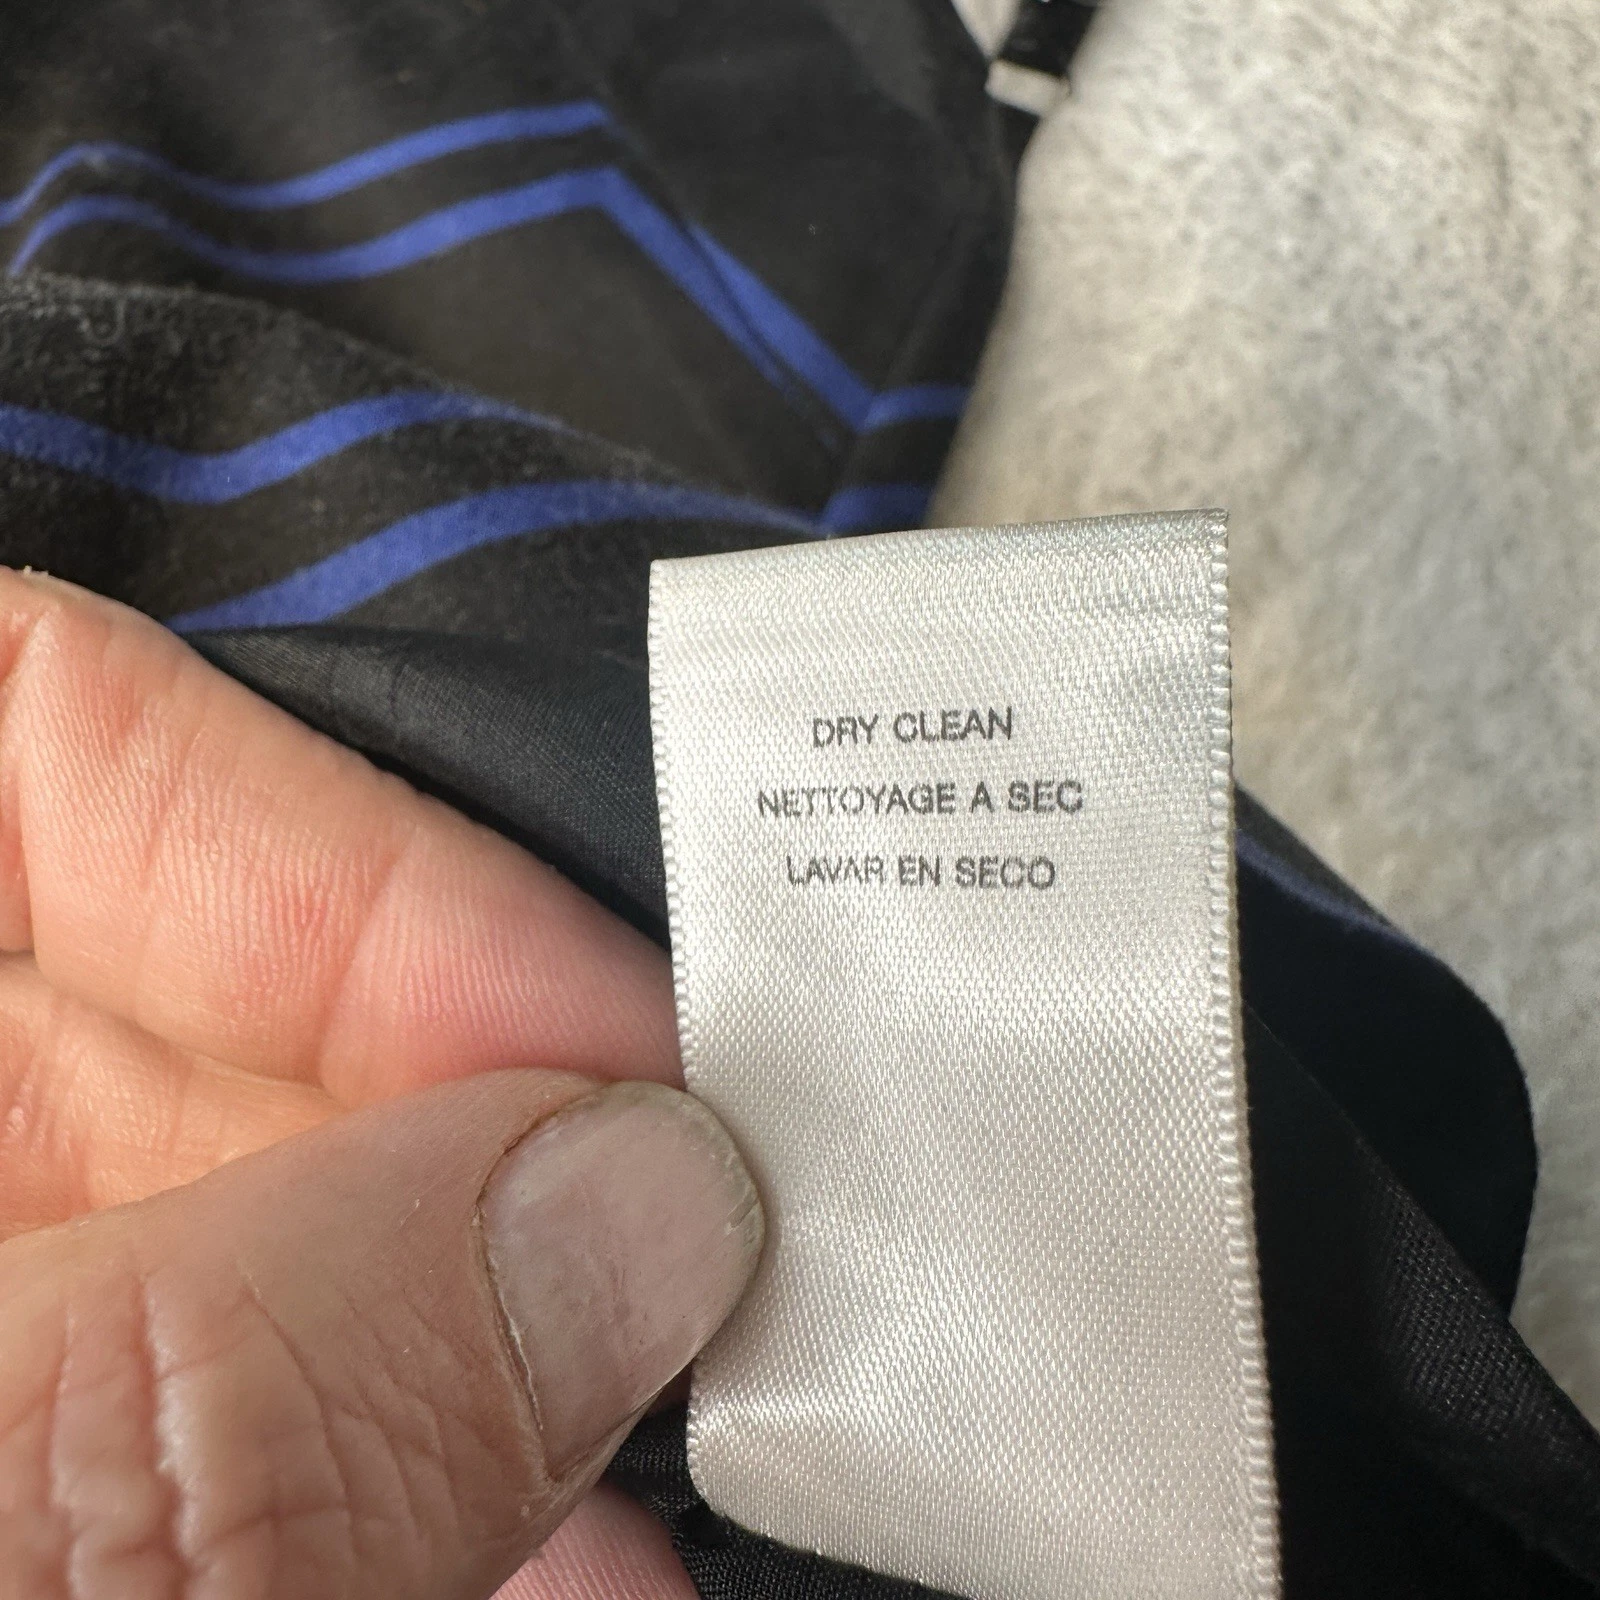 DRY CLEAN
NETTOYAGE A SEC
LAVAR EN SECO